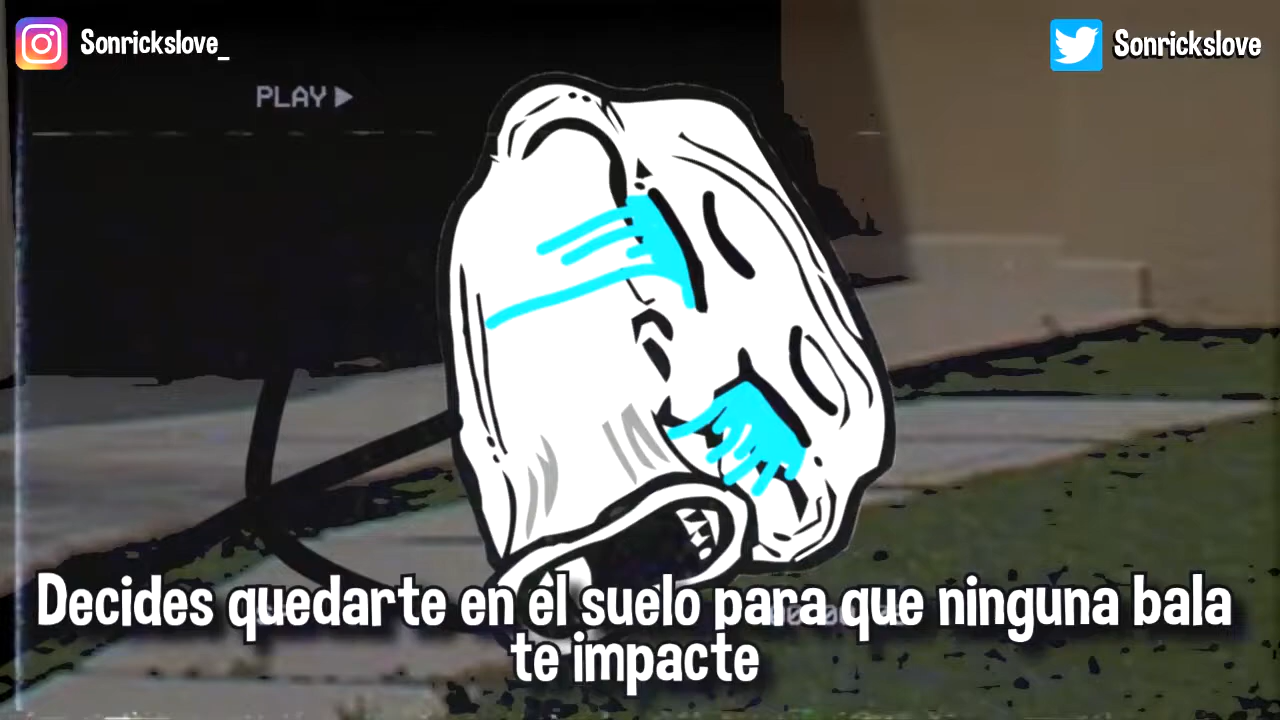 Sonrickslove_
Sonrickslove
PLAY
Decides quedarte en el suelo para que ninguna bala
te impacte